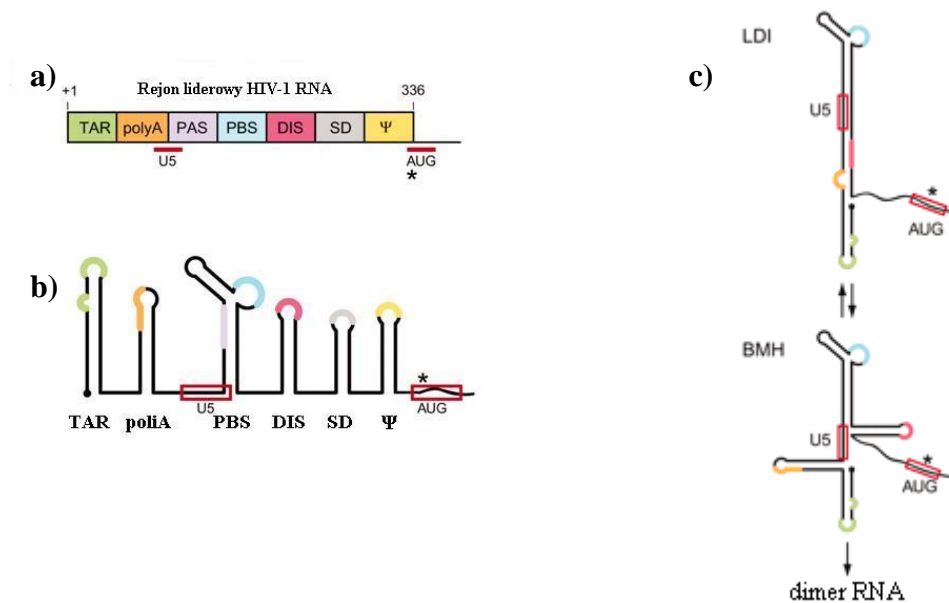 a)
Rejon liderowy HIV-1 RNA
+1
336
TAR polyA PAS PBS DIS SD Ψ
U5
AUG
*
b)
*
U5
AUG
TAR poliA PBS DIS SD Ψ
c)
LDI
U5
*
AUG
BMH
U5
*
AUG
dimer RNA